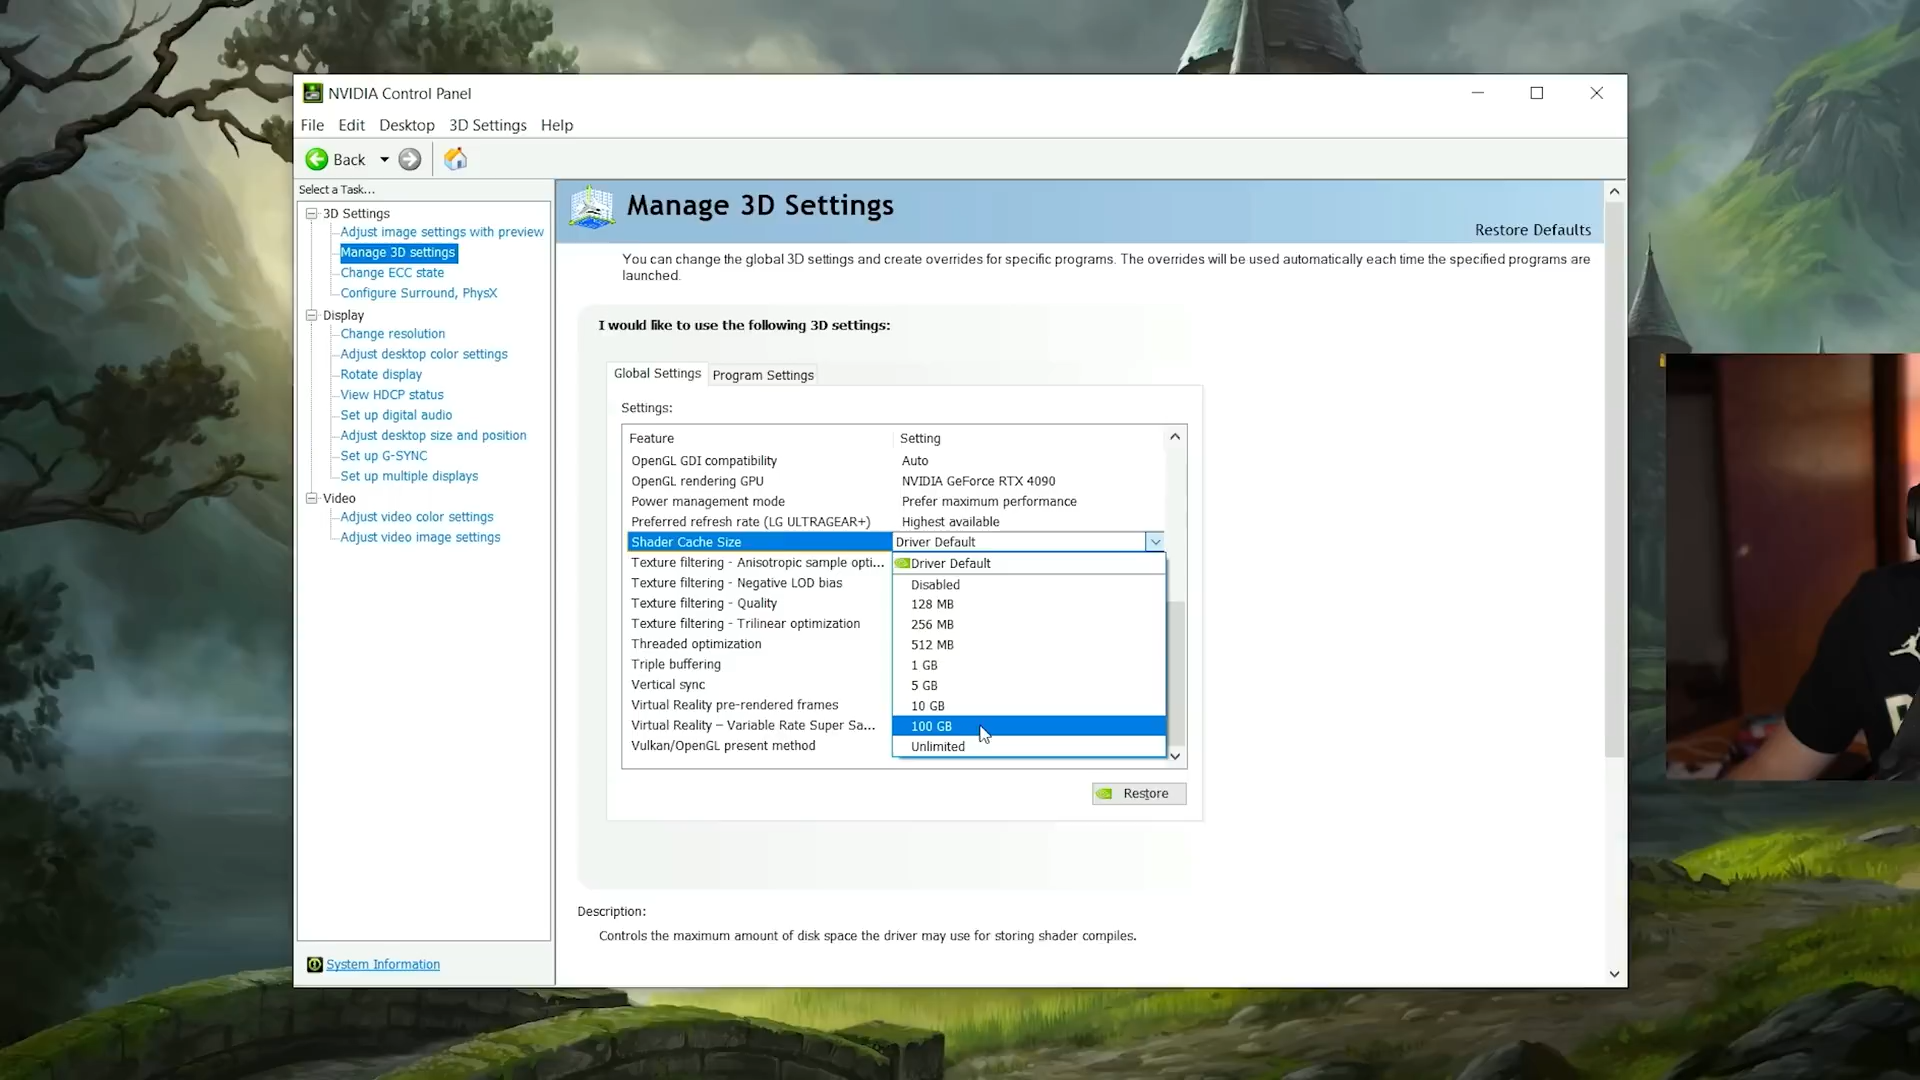 NVIDIA Control Panel
File Edit Desktop 3D Settings Help
Back
Select a Task...
3D Settings
Adjust image settings with preview
Manage 3D settings
Change ECC state
Configure Surround, PhysX
Display
Change resolution
Adjust desktop color settings
Rotate display
View HDCP status
Set up digital audio
Adjust desktop size and position
Set up G-SYNC
Set up multiple displays
Video
Adjust video color settings
Adjust video image settings
System Information
Manage 3D Settings
Restore Defaults
You can change the global 3D settings and create overrides for specific programs. The overrides will be used automatically each time the specified programs are
launched.
I would like to use the following 3D settings:
Global Settings Program Settings
Settings:
Feature Setting
OpenGL GDI compatibility Auto
OpenGL rendering GPU NVIDIA GeForce RTX 4090
Power management mode Prefer maximum performance
Preferred refresh rate (LG ULTRAGEAR+) Highest available
Shader Cache Size Driver Default
Texture filtering - Anisotropic sample opti...
Texture filtering - Negative LOD bias
Texture filtering - Quality
Texture filtering - Trilinear optimization
Threaded optimization
Triple buffering
Vertical sync
Virtual Reality pre-rendered frames
Virtual Reality – Variable Rate Super Sa...
Vulkan/OpenGL present method
Driver Default
Disabled
128 MB
256 MB
512 MB
1 GB
5 GB
10 GB
100 GB
Unlimited
Restore
Description:
Controls the maximum amount of disk space the driver may use for storing shader compiles.